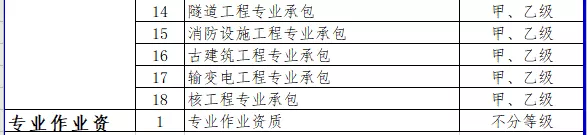 14 隧道工程专业承包 甲、乙级
15 消防设施工程专业承包 甲、乙级
16 古建筑工程专业承包 甲、乙级
17 输变电工程专业承包 甲、乙级
18 核工程专业承包 甲、乙级
专业作业资 1 专业作业资质 不分等级